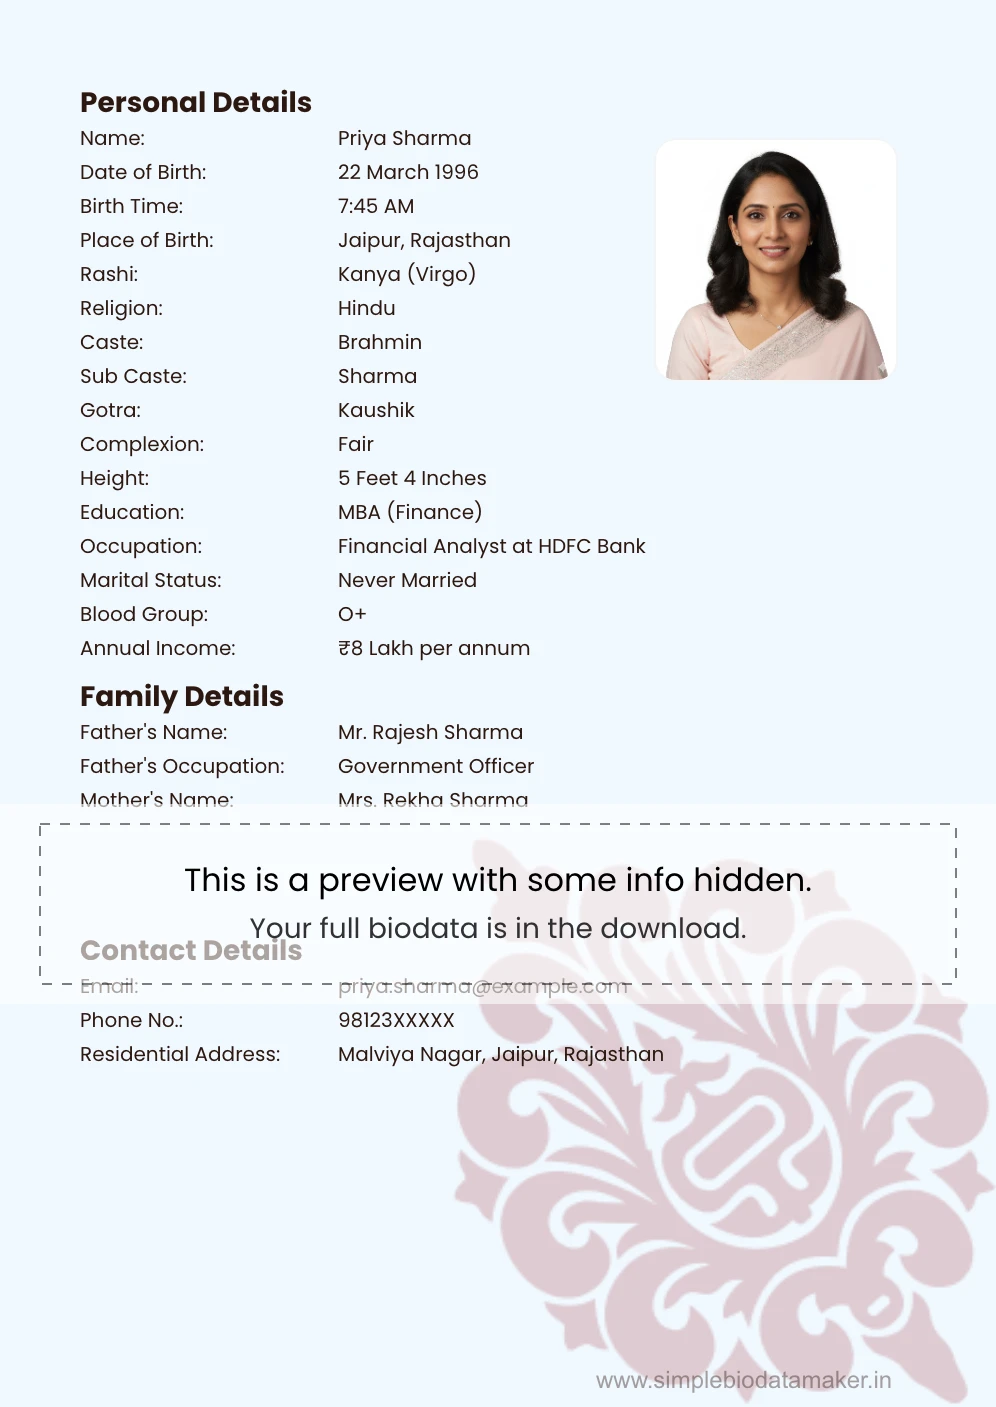 Personal Details
Name: Priya Sharma
Date of Birth: 22 March 1996
Birth Time: 7:45 AM
Place of Birth: Jaipur, Rajasthan
Rashi: Kanya (Virgo)
Religion: Hindu
Caste: Brahmin
Sub Caste: Sharma
Gotra: Kaushik
Complexion: Fair
Height: 5 Feet 4 Inches
Education: MBA (Finance)
Occupation: Financial Analyst at HDFC Bank
Marital Status: Never Married
Blood Group: O+
Annual Income: ₹8 Lakh per annum
Family Details
Father's Name: Mr. Rajesh Sharma
Father's Occupation: Government Officer
Mother's Name: Mrs. Rekha Sharma
This is a preview with some info hidden.
Your full biodata is in the download.
Contact Details
Email: priya.sharma@example.com
Phone No.: 98123XXXXX
Residential Address: Malviya Nagar, Jaipur, Rajasthan
www.simplebiodatamaker.in